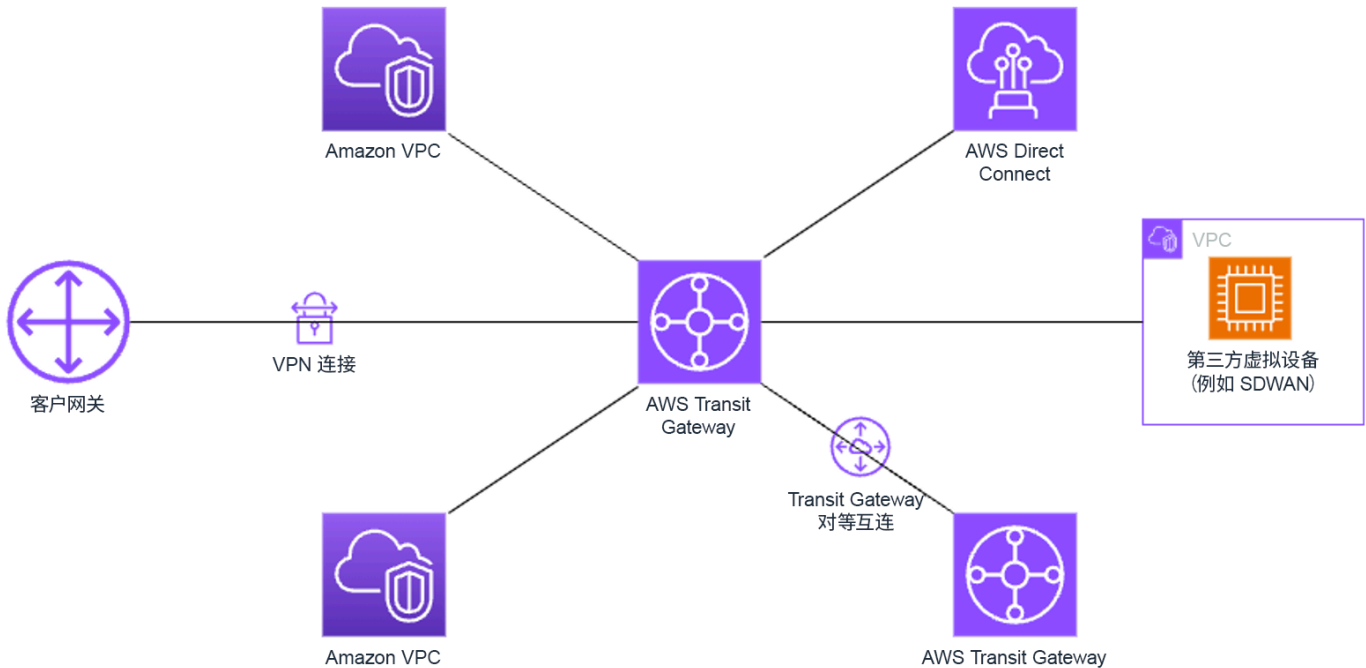 Amazon VPC
AWS Direct
Connect
VPC
第三方虚拟设备
(例如 SDWAN)
VPN 连接
客户网关
AWS Transit
Gateway
Transit Gateway
对等互连
Amazon VPC
AWS Transit Gateway